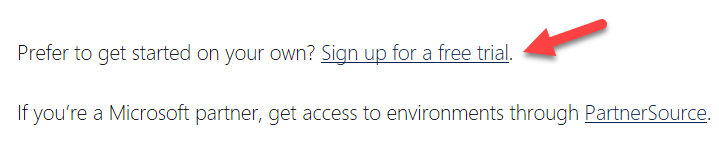 Prefer to get started on your own? Sign up for a free trial.
If you’re a Microsoft partner, get access to environments through PartnerSource.